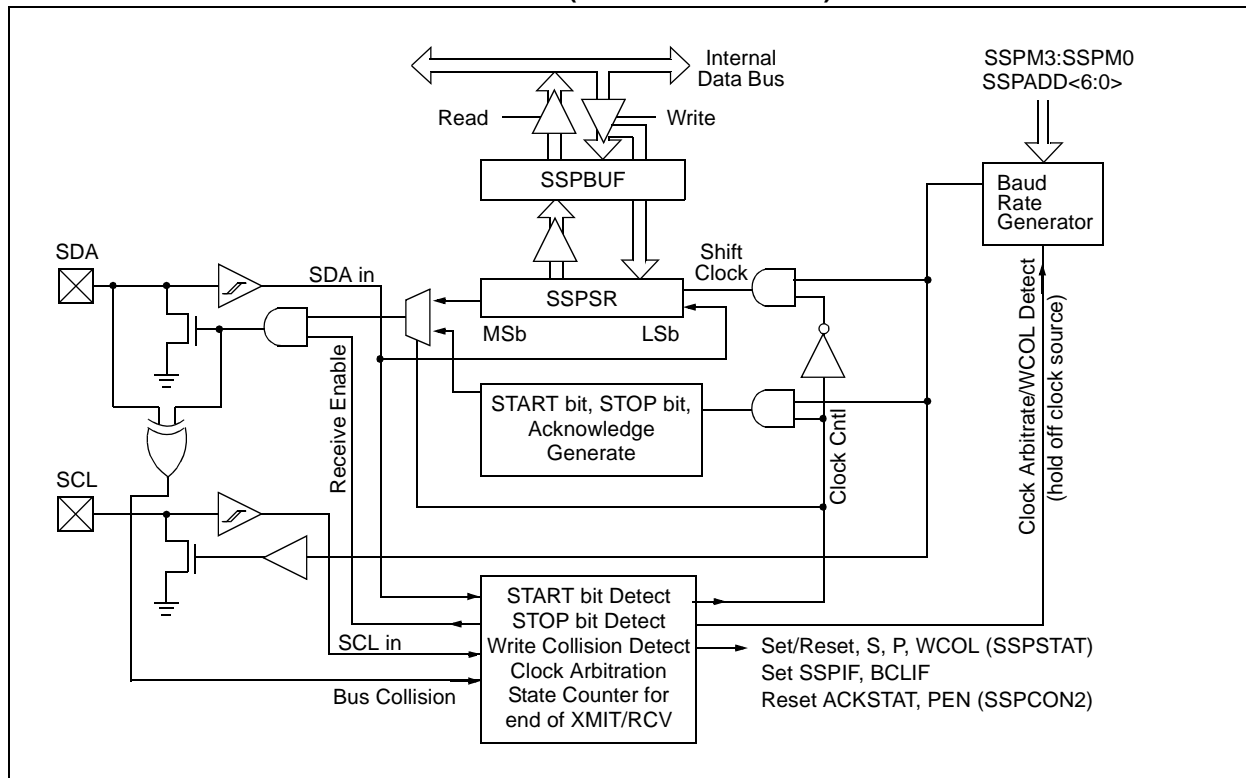 Internal
Data Bus
SSPM3:SSPM0
SSPADD<6:0>
Read
Write
SSPBUF
Baud
Rate
Generator
SDA
SDA in
Shift
Clock
SSPSR
MSb
LSb
Receive Enable
START bit, STOP bit,
Acknowledge
Generate
Clock Cntl
Clock Arbitrate/WCOL Detect
(hold off clock source)
SCL
SCL in
Bus Collision
START bit Detect
STOP bit Detect
Write Collision Detect
Clock Arbitration
State Counter for
end of XMIT/RCV
Set/Reset, S, P, WCOL (SSPSTAT)
Set SSPIF, BCLIF
Reset ACKSTAT, PEN (SSPCON2)